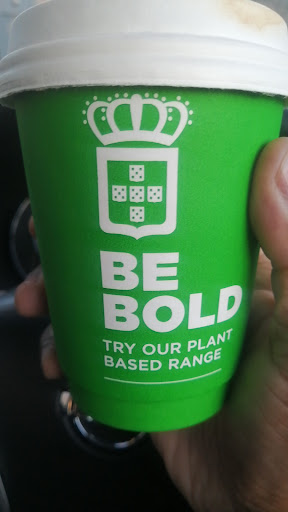 BE
BOLD
TRY OUR PLANT
BASED RANGE